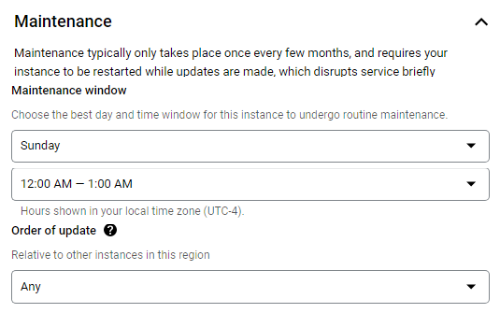 Maintenance
Maintenance typically only takes place once every few months, and requires your
instance to be restarted while updates are made, which disrupts service briefly
Maintenance window
Choose the best day and time window for this instance to undergo routine maintenance.
Sunday
12:00 AM — 1:00 AM
Hours shown in your local time zone (UTC-4).
Order of update ?
Relative to other instances in this region
Any